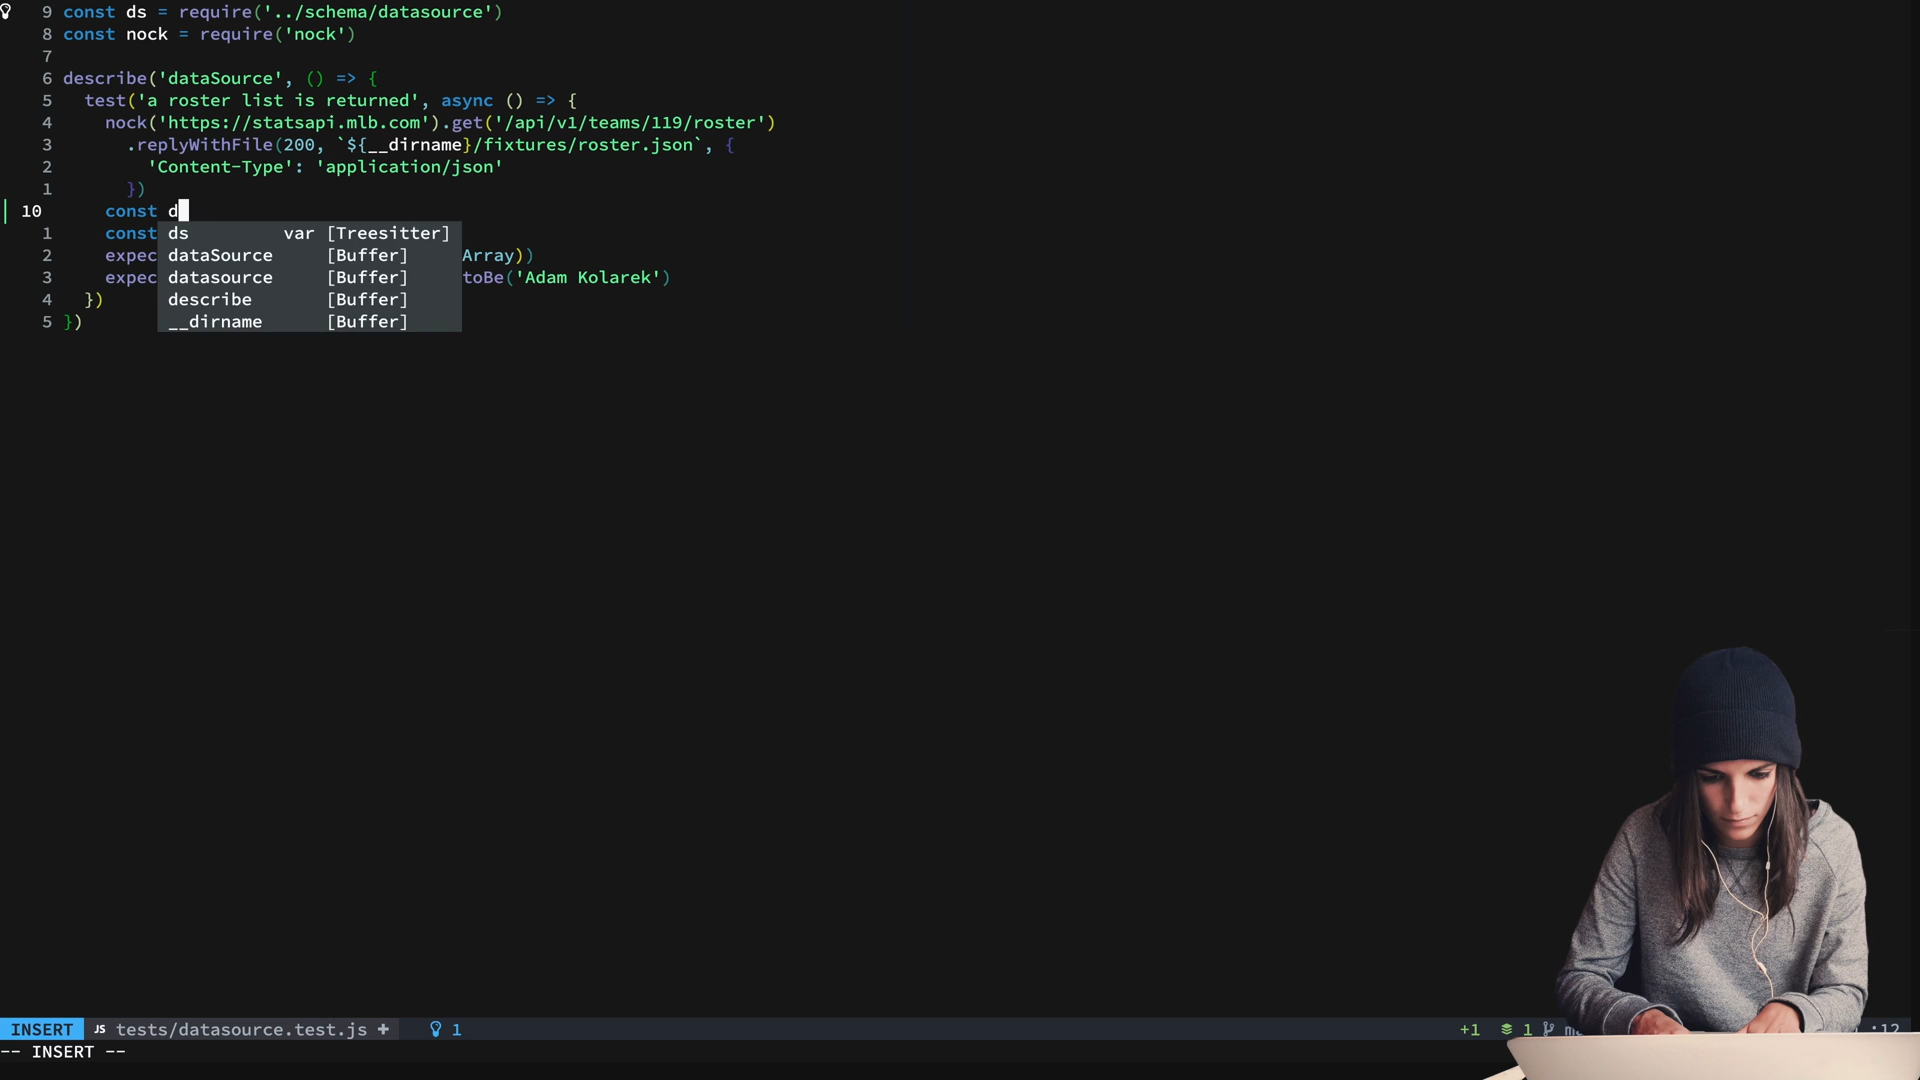 9 const ds = require('../schema/datasource')
8 const nock = require('nock')
7
6 describe('dataSource', () => {
5   test('a roster list is returned', async () => {
4     nock('https://statsapi.mlb.com').get('/api/v1/teams/119/roster')
3       .replyWithFile(200, `${__dirname}/fixtures/roster.json`, {
2         'Content-Type': 'application/json'
1       })
10     const d
1     const ds var [Treesitter]
2     expec dataSource [Buffer] Array))
3     expec datasource [Buffer] toBe('Adam Kolarek')
4   }) describe [Buffer]
5 }) __dirname [Buffer]
INSERT JS tests/datasource.test.js + 1 +1 1 :12
-- INSERT --